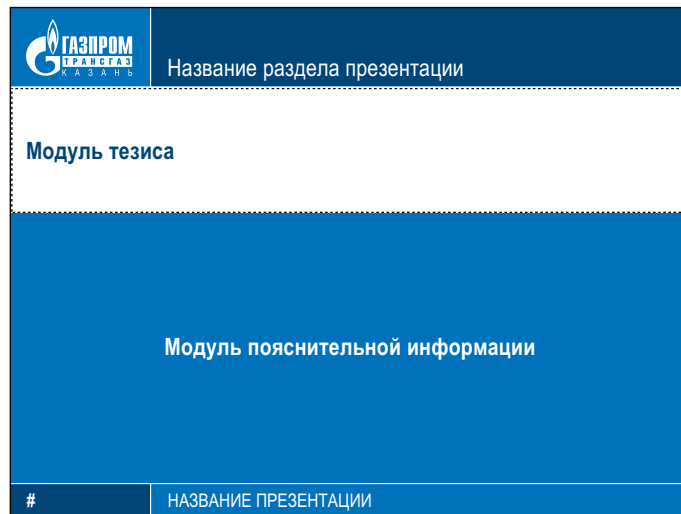 ГАЗПРОМ
ТРАНСГАЗ
КАЗАНЬ
Название раздела презентации
Модуль тезиса
Модуль пояснительной информации
#
НАЗВАНИЕ ПРЕЗЕНТАЦИИ